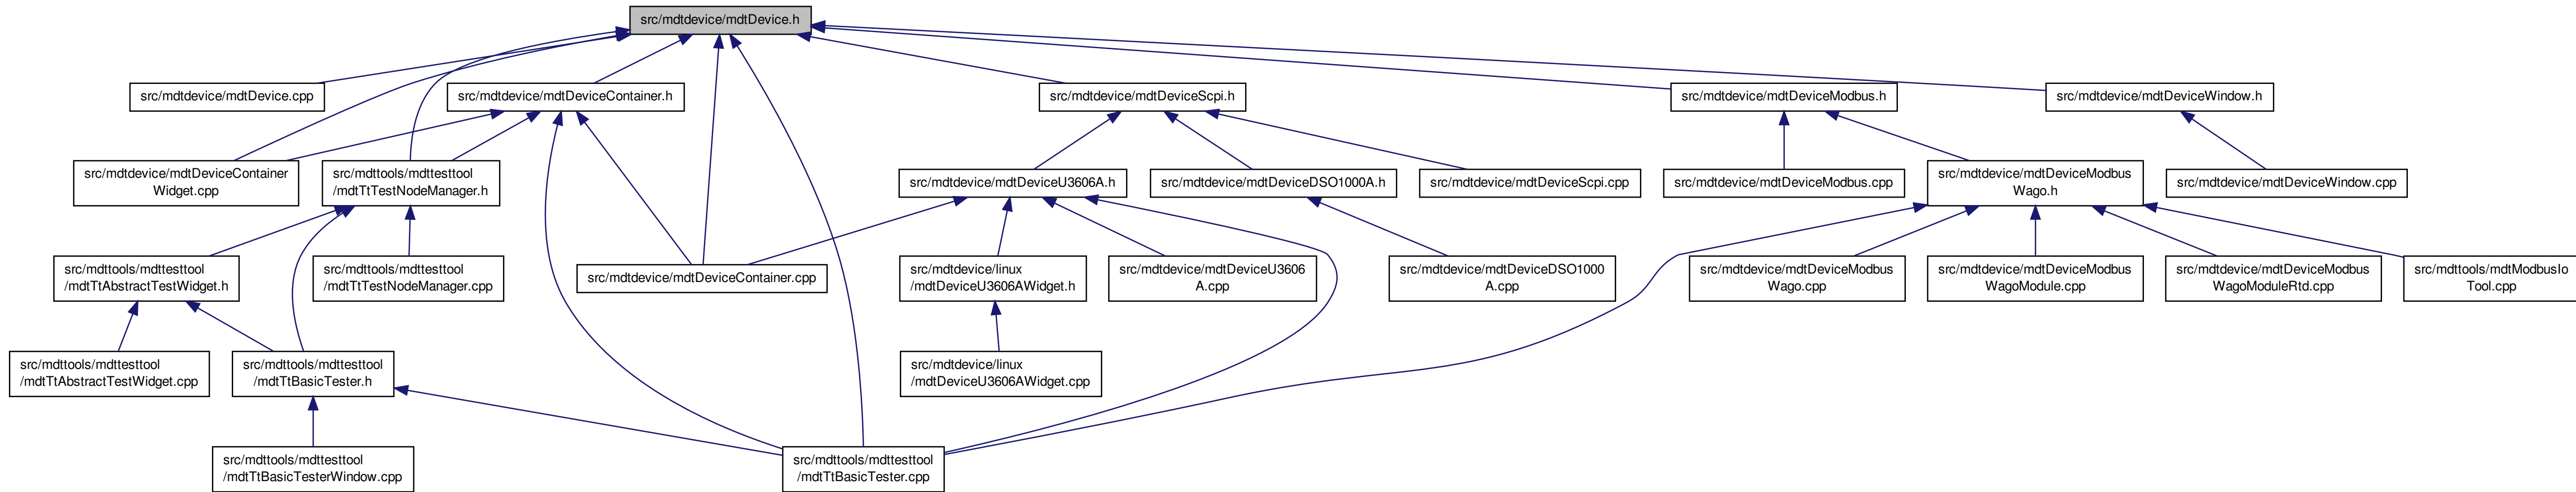 src/mdtdevice/mdtDevice.h
src/mdtdevice/mdtDevice.cpp
src/mdtdevice/mdtDeviceContainer.h
src/mdtdevice/mdtDeviceScpi.h
src/mdtdevice/mdtDeviceModbus.h
src/mdtdevice/mdtDeviceWindow.h
src/mdtdevice/mdtDeviceContainer
Widget.cpp
src/mdttools/mdttesttool
/mdtTtTestNodeManager.h
src/mdtdevice/mdtDeviceU3606A.h
src/mdtdevice/mdtDeviceDSO1000A.h
src/mdtdevice/mdtDeviceScpi.cpp
src/mdtdevice/mdtDeviceModbus.cpp
src/mdtdevice/mdtDeviceModbus
Wago.h
src/mdtdevice/mdtDeviceWindow.cpp
src/mdttools/mdttesttool
/mdtTtAbstractTestWidget.h
src/mdttools/mdttesttool
/mdtTtTestNodeManager.cpp
src/mdtdevice/mdtDeviceContainer.cpp
src/mdtdevice/linux
/mdtDeviceU3606AWidget.h
src/mdtdevice/mdtDeviceU3606
A.cpp
src/mdtdevice/mdtDeviceDSO1000
A.cpp
src/mdtdevice/mdtDeviceModbus
Wago.cpp
src/mdtdevice/mdtDeviceModbus
WagoModule.cpp
src/mdtdevice/mdtDeviceModbus
WagoModuleRtd.cpp
src/mdttools/mdtModbusIo
Tool.cpp
src/mdttools/mdttesttool
/mdtTtAbstractTestWidget.cpp
src/mdttools/mdttesttool
/mdtTtBasicTester.h
src/mdtdevice/linux
/mdtDeviceU3606AWidget.cpp
src/mdttools/mdttesttool
/mdtTtBasicTesterWindow.cpp
src/mdttools/mdttesttool
/mdtTtBasicTester.cpp